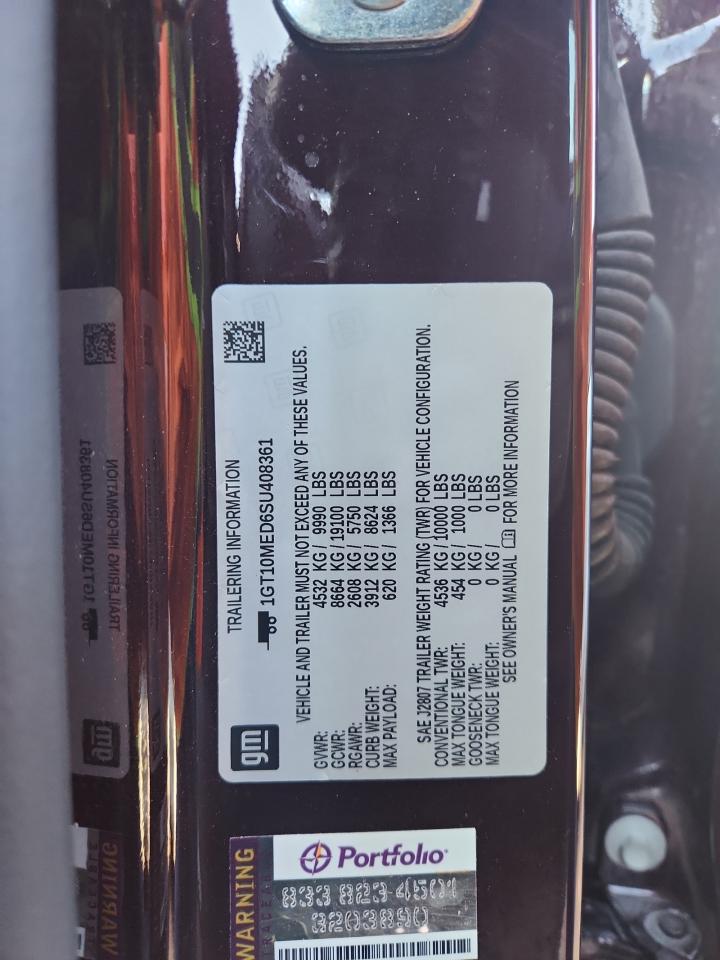 gm
TRAILERING INFORMATION
1GT10MED6SU408361
VEHICLE AND TRAILER MUST NOT EXCEED ANY OF THESE VALUES.
GVWR: 4532 KG/ 9990 LBS
GCWR: 8664 KG/ 19100 LBS
RGAWR: 2608 KG/ 5750 LBS
CURB WEIGHT: 3912 KG/ 8624 LBS
MAX PAYLOAD: 620 KG/ 1366 LBS
SAE J2807 TRAILER WEIGHT RATING (TWR) FOR VEHICLE CONFIGURATION.
CONVENTIONAL TWR: 4536 KG/ 10000 LBS
MAX TONGUE WEIGHT: 454 KG/ 1000 LBS
GOOSENECK TWR: 0 KG/ 0 LBS
MAX TONGUE WEIGHT: 0 KG/ 0 LBS
SEE OWNER'S MANUAL FOR MORE INFORMATION
WARNING
Portfolio
833 823 4501